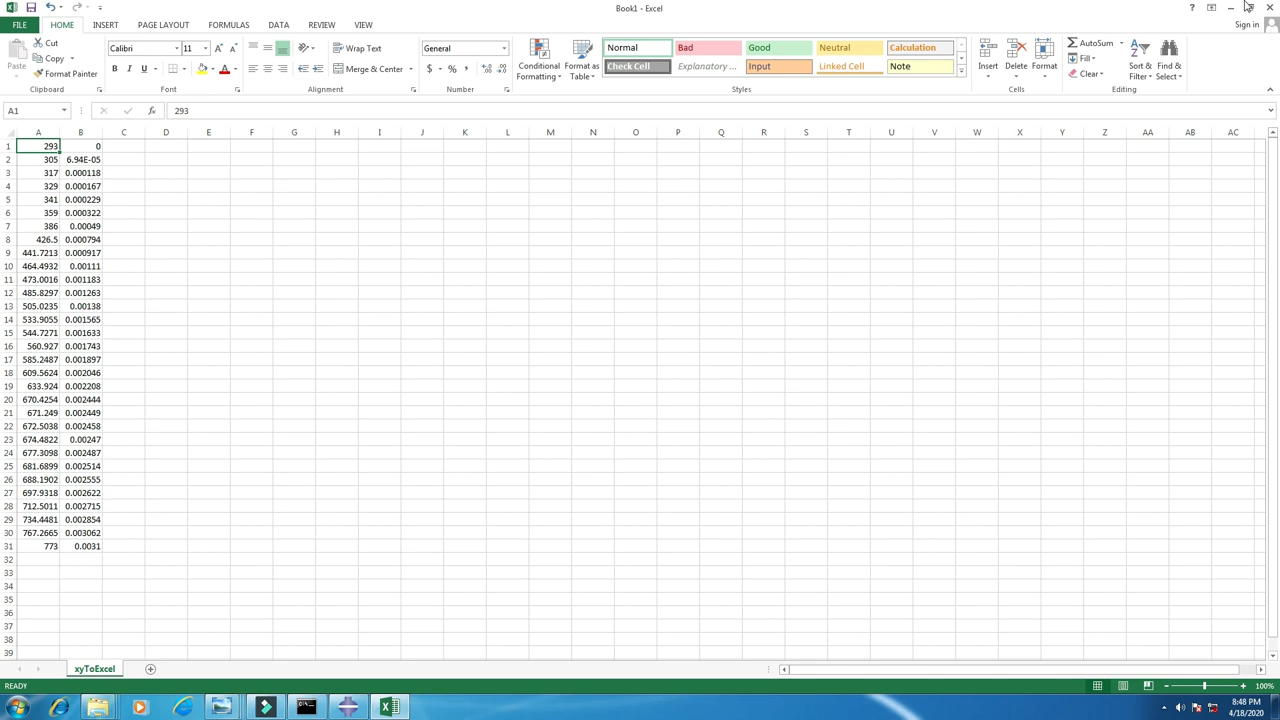 Book1 - Excel
?
FILE HOME INSERT PAGE LAYOUT FORMULAS DATA REVIEW VIEW Sign in
Paste
Cut
Copy
Format Painter
Clipboard
Calibri 11
B I U
Font
Wrap Text
Merge & Center
Alignment
General
$ % ,
Number
Conditional Formatting
Format as Table
Normal Bad Good Neutral Calculation
Check Cell Explanatory ... Input Linked Cell Note
Styles
Insert Delete Format
Cells
AutoSum
Fill
Clear
Sort & Filter
Find & Select
Editing
A1 fx 293
A B C D E F G H I J K L M N O P Q R S T U V W X Y Z AA AB AC
1 293 0
2 305 6.94E-05
3 317 0.000118
4 329 0.000167
5 341 0.000229
6 359 0.000322
7 386 0.00049
8 426.5 0.000794
9 441.7213 0.000917
10 464.4932 0.00111
11 473.0016 0.001183
12 485.8297 0.001263
13 505.0235 0.00138
14 533.9055 0.001565
15 544.7271 0.001633
16 560.927 0.001743
17 585.2487 0.001897
18 609.5624 0.002046
19 633.924 0.002208
20 670.4254 0.002444
21 671.249 0.002449
22 672.5038 0.002458
23 674.4822 0.00247
24 677.3098 0.002487
25 681.6899 0.002514
26 688.1902 0.002555
27 697.9318 0.002622
28 712.5011 0.002715
29 734.4481 0.002854
30 767.2665 0.003062
31 773 0.0031
32
33
34
35
36
37
38
39
xyToExcel
READY 100%
8:48 PM
4/18/2020